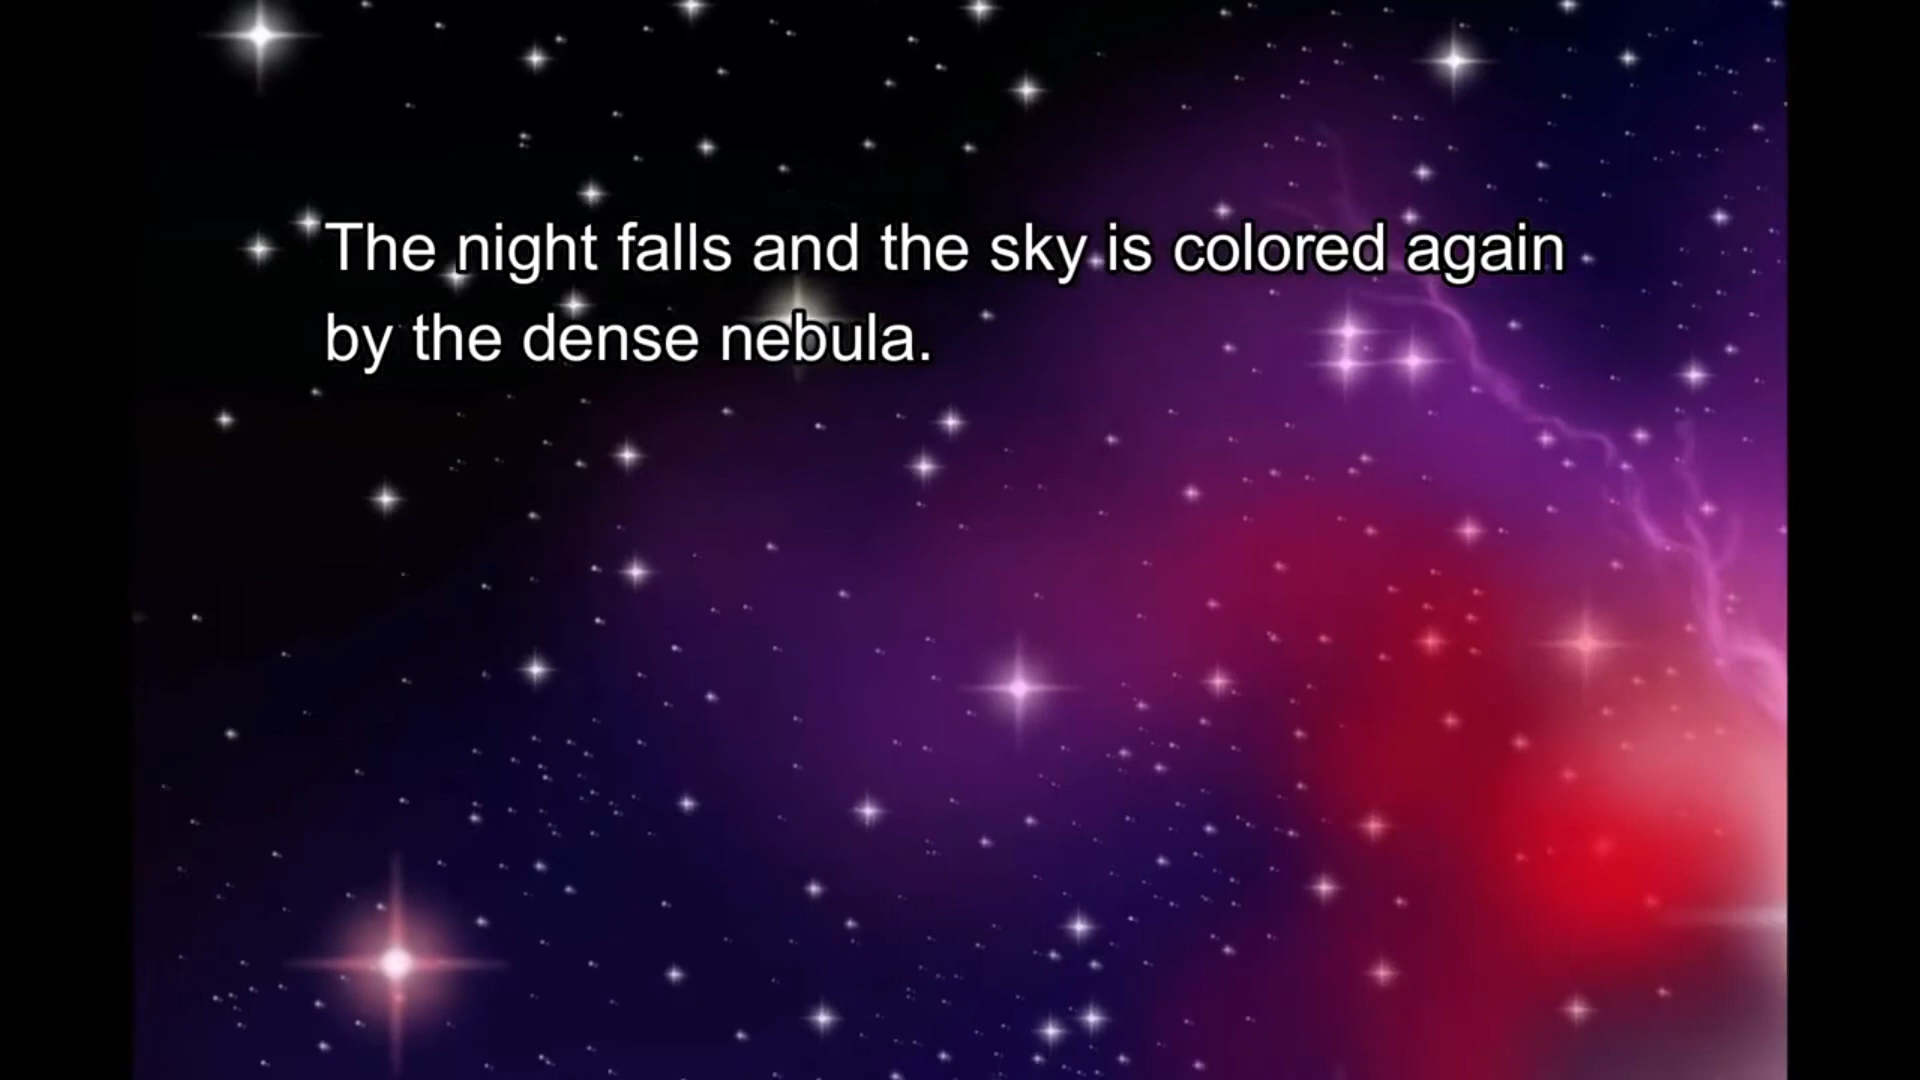 The night falls and the sky is colored again
by the dense nebula.